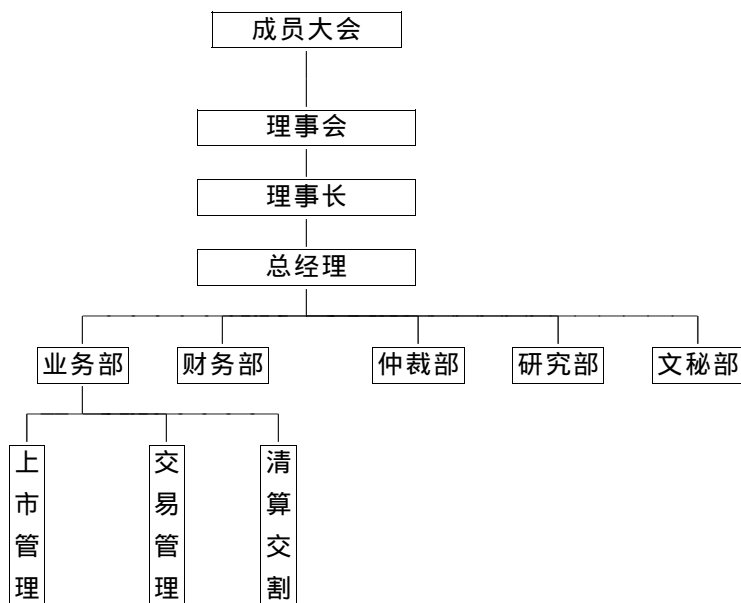 成员大会
理事会
理事长
总经理
业务部
财务部
仲裁部
研究部
文秘部
上市管理
交易管理
清算交割